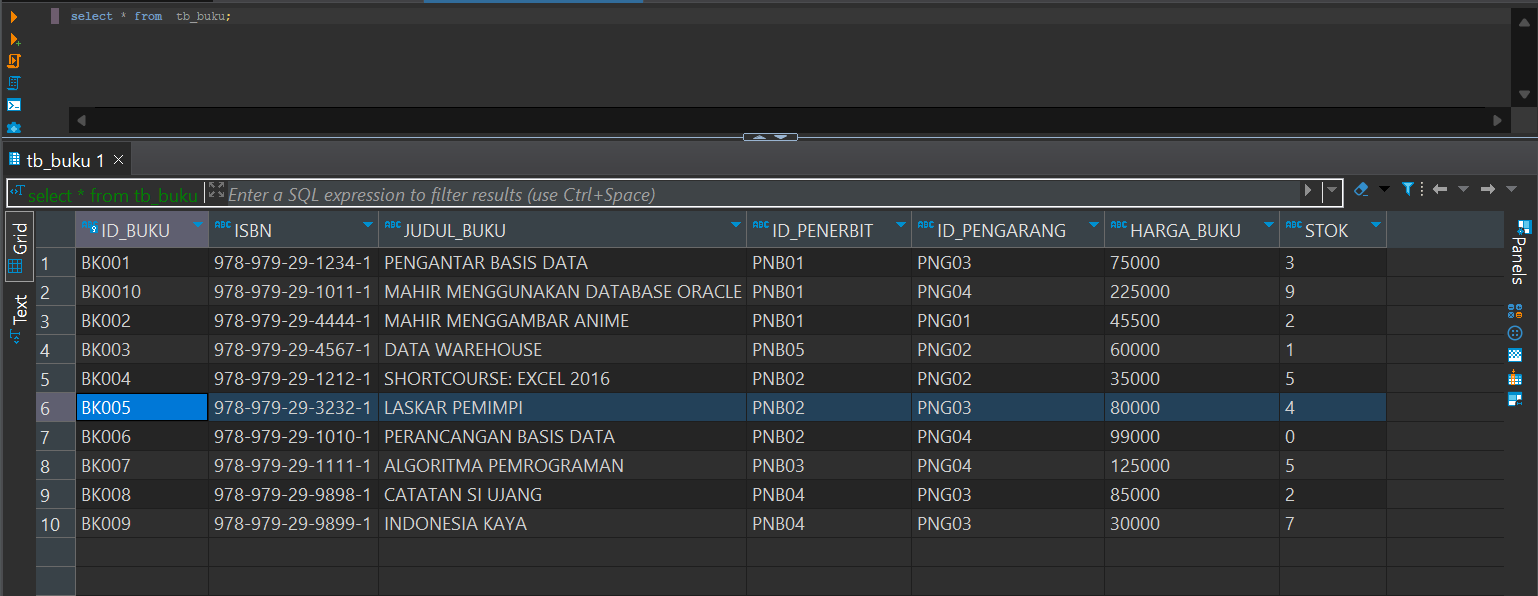 select * from tb_buku;
tb_buku 1
select * from tb_buku Enter a SQL expression to filter results (use Ctrl+Space)
Grid
Text
Panels
ABC ID_BUKU ABC ISBN ABC JUDUL_BUKU ABC ID_PENERBIT ABC ID_PENGARANG ABC HARGA_BUKU ABC STOK
1 BK001 978-979-29-1234-1 PENGANTAR BASIS DATA PNB01 PNG03 75000 3
2 BK0010 978-979-29-1011-1 MAHIR MENGGUNAKAN DATABASE ORACLE PNB01 PNG04 225000 9
3 BK002 978-979-29-4444-1 MAHIR MENGGAMBAR ANIME PNB01 PNG01 45500 2
4 BK003 978-979-29-4567-1 DATA WAREHOUSE PNB05 PNG02 60000 1
5 BK004 978-979-29-1212-1 SHORTCOURSE: EXCEL 2016 PNB02 PNG02 35000 5
6 BK005 978-979-29-3232-1 LASKAR PEMIMPI PNB02 PNG03 80000 4
7 BK006 978-979-29-1010-1 PERANCANGAN BASIS DATA PNB02 PNG04 99000 0
8 BK007 978-979-29-1111-1 ALGORITMA PEMROGRAMAN PNB03 PNG04 125000 5
9 BK008 978-979-29-9898-1 CATATAN SI UJANG PNB04 PNG03 85000 2
10 BK009 978-979-29-9899-1 INDONESIA KAYA PNB04 PNG03 30000 7